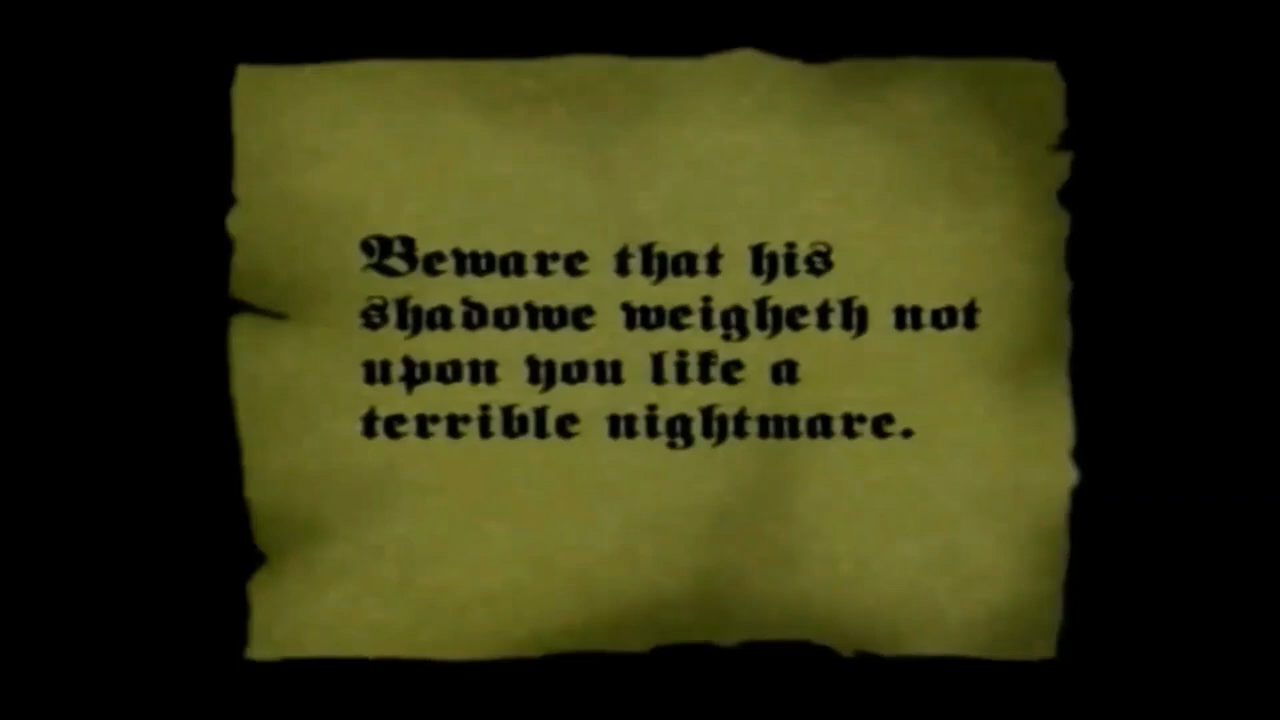 Beware that his
shadowe weigheth not
upon you like a
terrible nightmare.